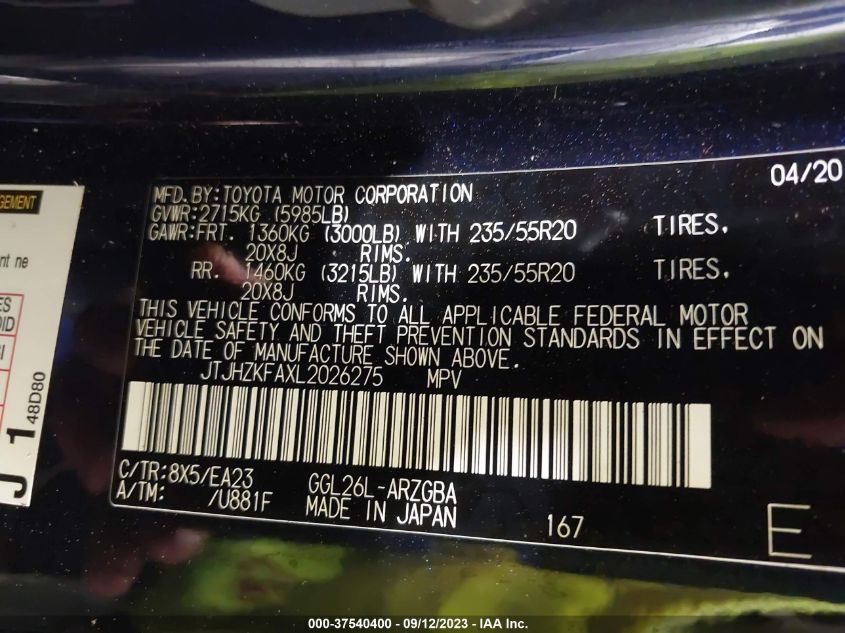 04/20
MFD. BY:TOYOTA MOTOR CORPORATION
GVWR:2715KG (5985LB)
GAWR:FRT. 1360KG (3000LB) WITH 235/55R20 TIRES,
20X8J RIMS.
RR. 1460KG (3215LB) WITH 235/55R20 TIRES,
20X8J RIMS.
THIS VEHICLE CONFORMS TO ALL APPLICABLE FEDERAL MOTOR
VEHICLE SAFETY AND THEFT PREVENTION STANDARDS IN EFFECT ON
THE DATE OF MANUFACTURE SHOWN ABOVE.
JTJHZKFAXL2026275 MPV
C/TR:8X5/EA23 GGL26L-ARZGBA
A/TM: /U881F MADE IN JAPAN 167 E
J 1 48D80
000-37540400 - 09/12/2023 - IAA Inc.